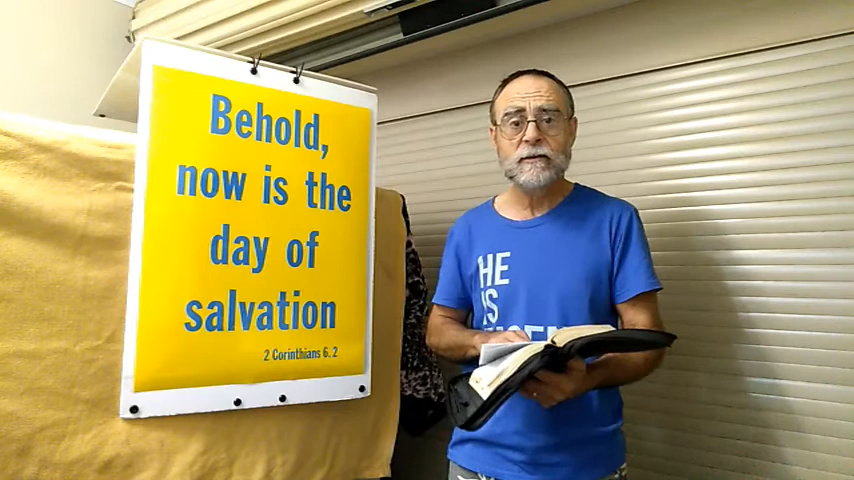 Behold,
now is the
day of
salvation
2 Corinthians 6. 2
HE
IS